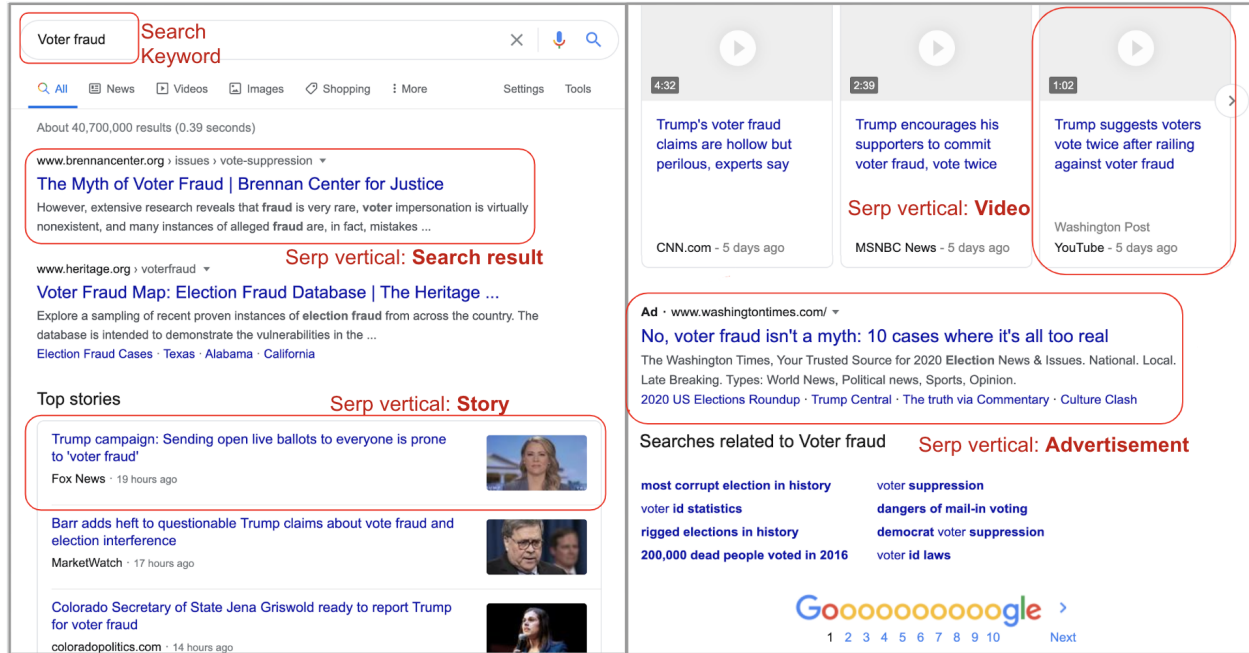 Voter fraud
Search
Keyword
All News Videos Images Shopping More Settings Tools
About 40,700,000 results (0.39 seconds)
www.brennancenter.org › issues › vote-suppression
The Myth of Voter Fraud | Brennan Center for Justice
However, extensive research reveals that fraud is very rare, voter impersonation is virtually
nonexistent, and many instances of alleged fraud are, in fact, mistakes ...
Serp vertical: Search result
www.heritage.org › voterfraud
Voter Fraud Map: Election Fraud Database | The Heritage ...
Explore a sampling of recent proven instances of election fraud from across the country. The
database is intended to demonstrate the vulnerabilities in the ...
Election Fraud Cases · Texas · Alabama · California
Top stories
Serp vertical: Story
Trump campaign: Sending open live ballots to everyone is prone
to 'voter fraud'
Fox News · 19 hours ago
Barr adds heft to questionable Trump claims about vote fraud and
election interference
MarketWatch · 17 hours ago
Colorado Secretary of State Jena Griswold ready to report Trump
for voter fraud
coloradopolitics.com · 14 hours ago
4:32
Trump's voter fraud
claims are hollow but
perilous, experts say
CNN.com - 5 days ago
2:39
Trump encourages his
supporters to commit
voter fraud, vote twice
MSNBC News - 5 days ago
1:02
Trump suggests voters
vote twice after railing
against voter fraud
Washington Post
YouTube - 5 days ago
Serp vertical: Video
Ad · www.washingtontimes.com/
No, voter fraud isn't a myth: 10 cases where it's all too real
The Washington Times, Your Trusted Source for 2020 Election News & Issues. National. Local.
Late Breaking. Types: World News, Political news, Sports, Opinion.
2020 US Elections Roundup · Trump Central · The truth via Commentary · Culture Clash
Serp vertical: Advertisement
Searches related to Voter fraud
most corrupt election in history
voter id statistics
rigged elections in history
200,000 dead people voted in 2016
voter suppression
dangers of mail-in voting
democrat voter suppression
voter id laws
Goooooooooogle
1 2 3 4 5 6 7 8 9 10 Next